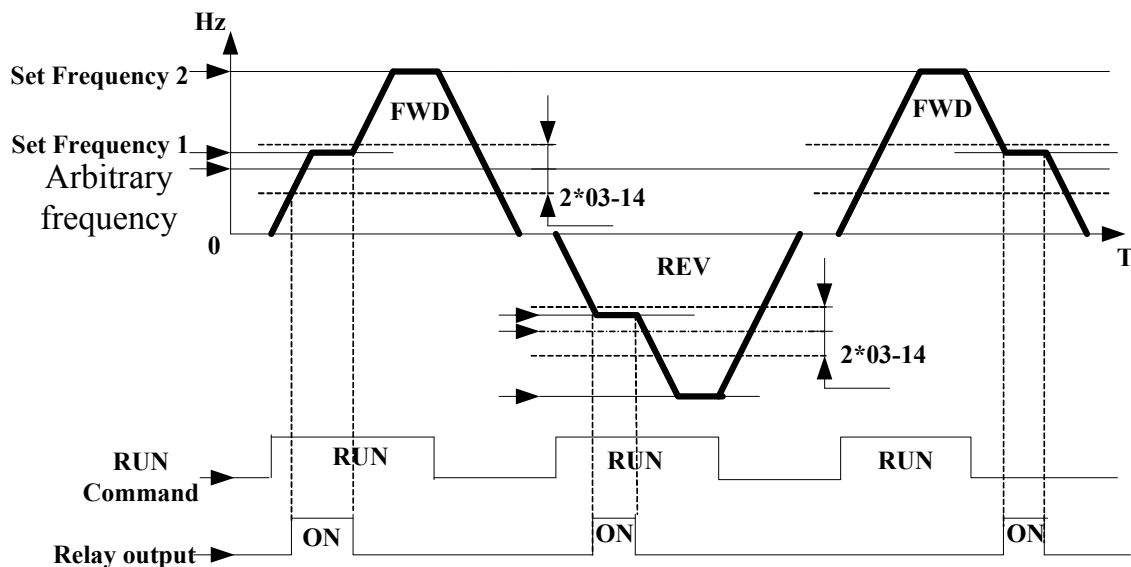 Hz
Set Frequency 2
FWD
FWD
Set Frequency 1
Arbitrary
frequency
2*03-14
0
T
REV
2*03-14
RUN
Command
RUN
RUN
RUN
Relay output
ON
ON
ON